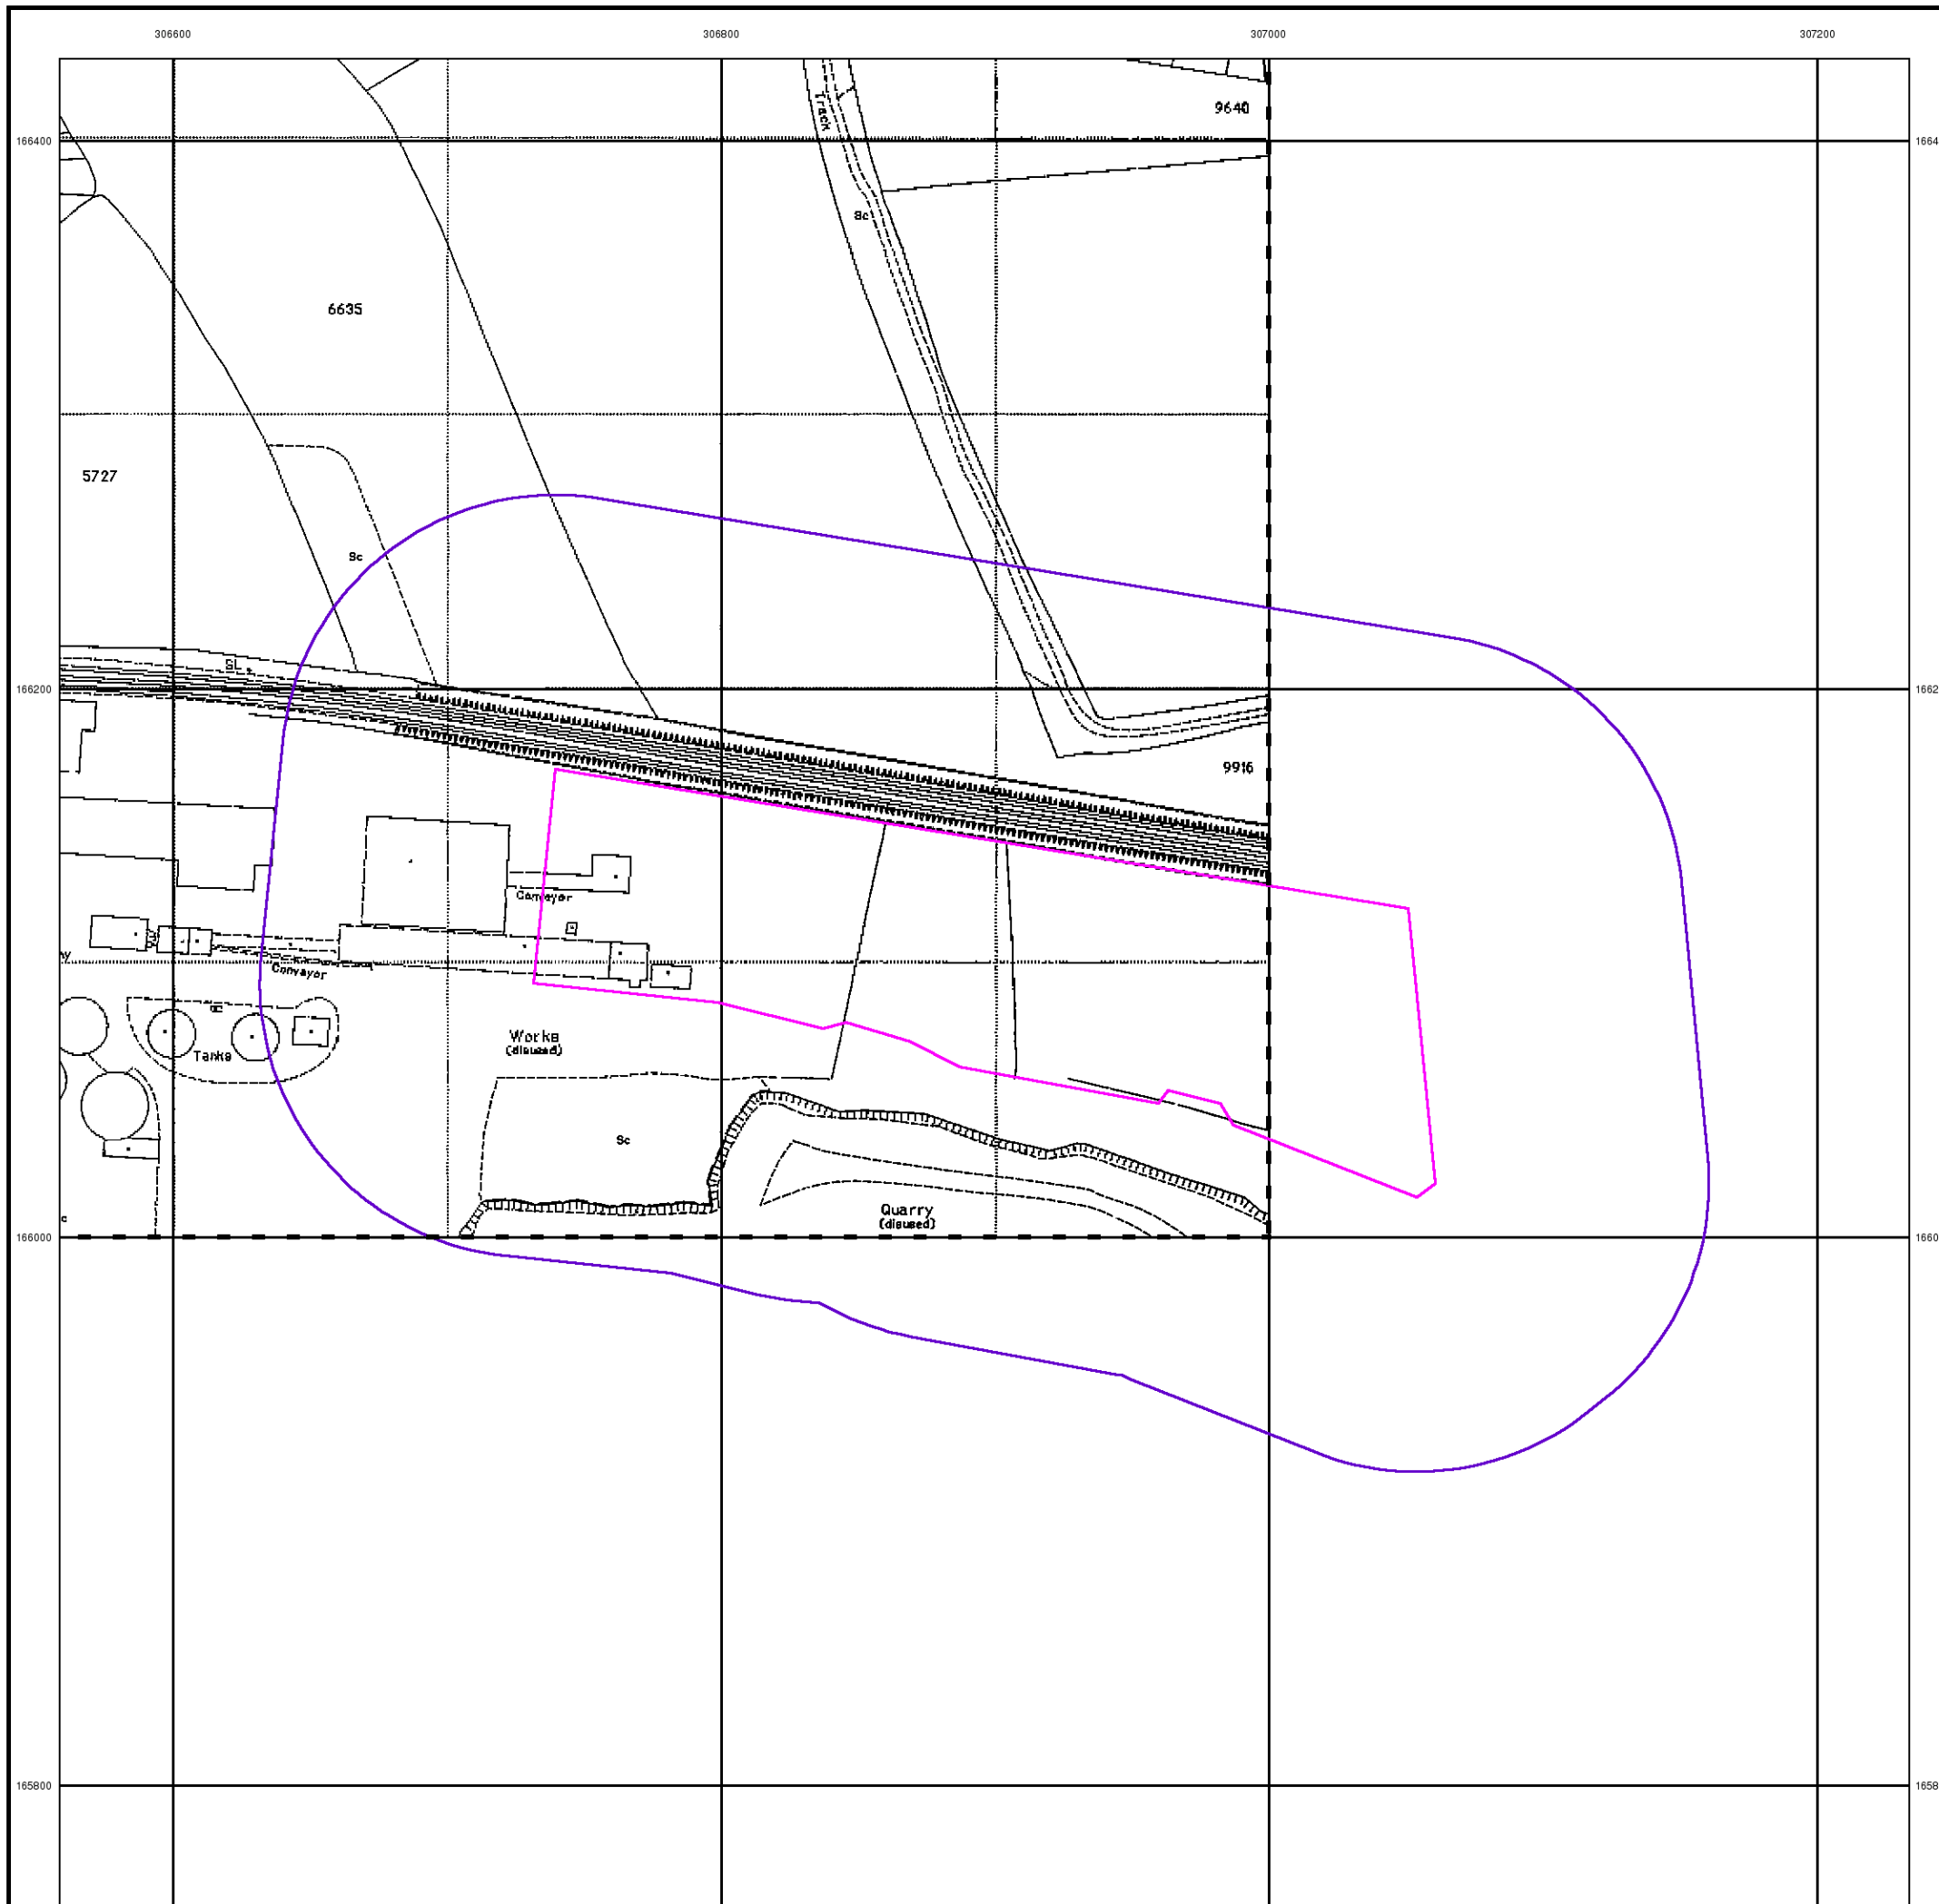 306600 306800 307000 307200
9640
Track
166400
Sc
6635
5727
Sc
SL
166200
9916
Conveyor
Conveyor
Works
(disused)
Tanks
Sc
Quarry
(disused)
166000
165800